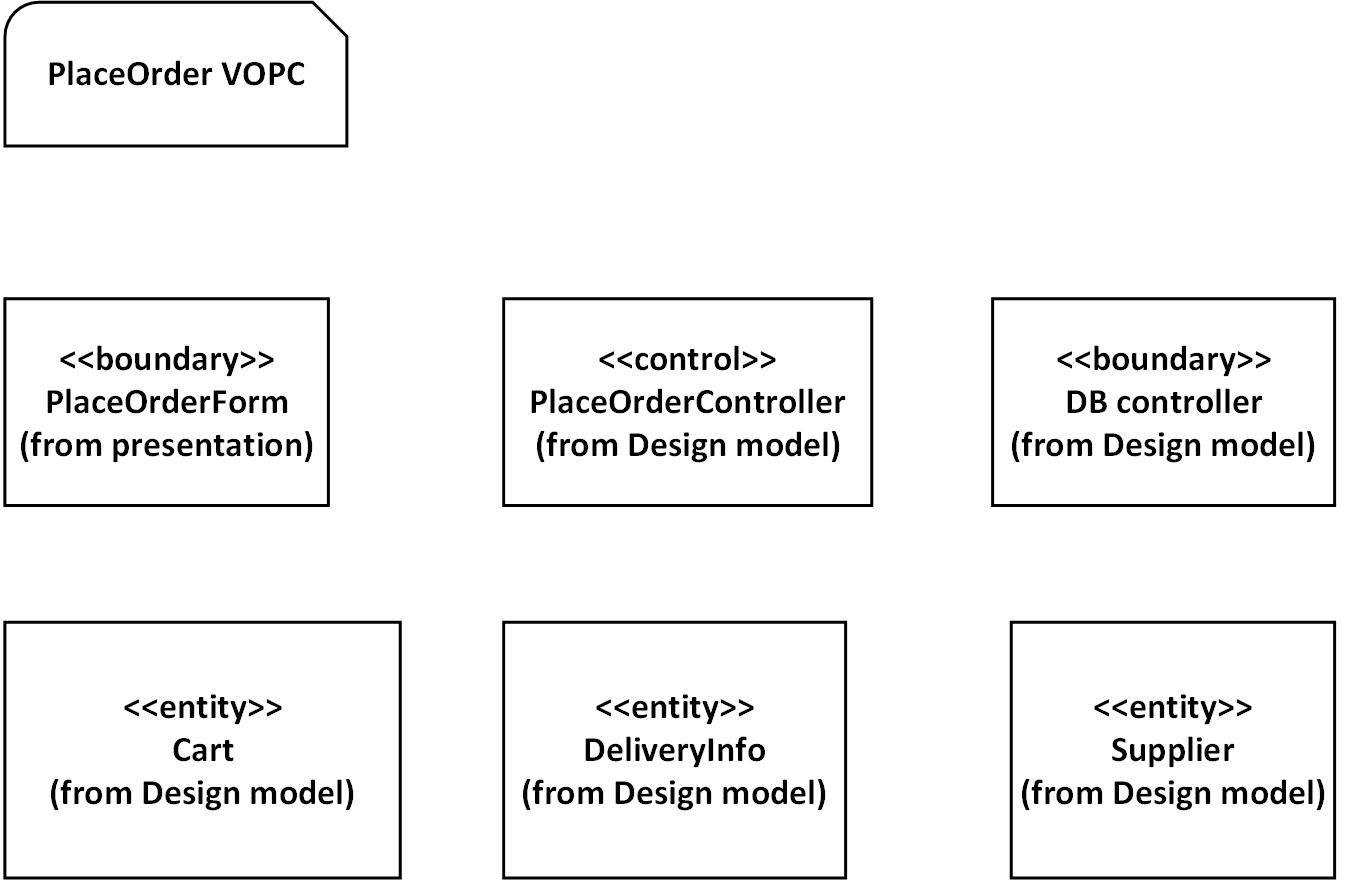 PlaceOrder VOPC
<<boundary>>
PlaceOrderForm
(from presentation)
<<control>>
PlaceOrderController
(from Design model)
<<boundary>>
DB controller
(from Design model)
<<entity>>
Cart
(from Design model)
<<entity>>
DeliveryInfo
(from Design model)
<<entity>>
Supplier
(from Design model)